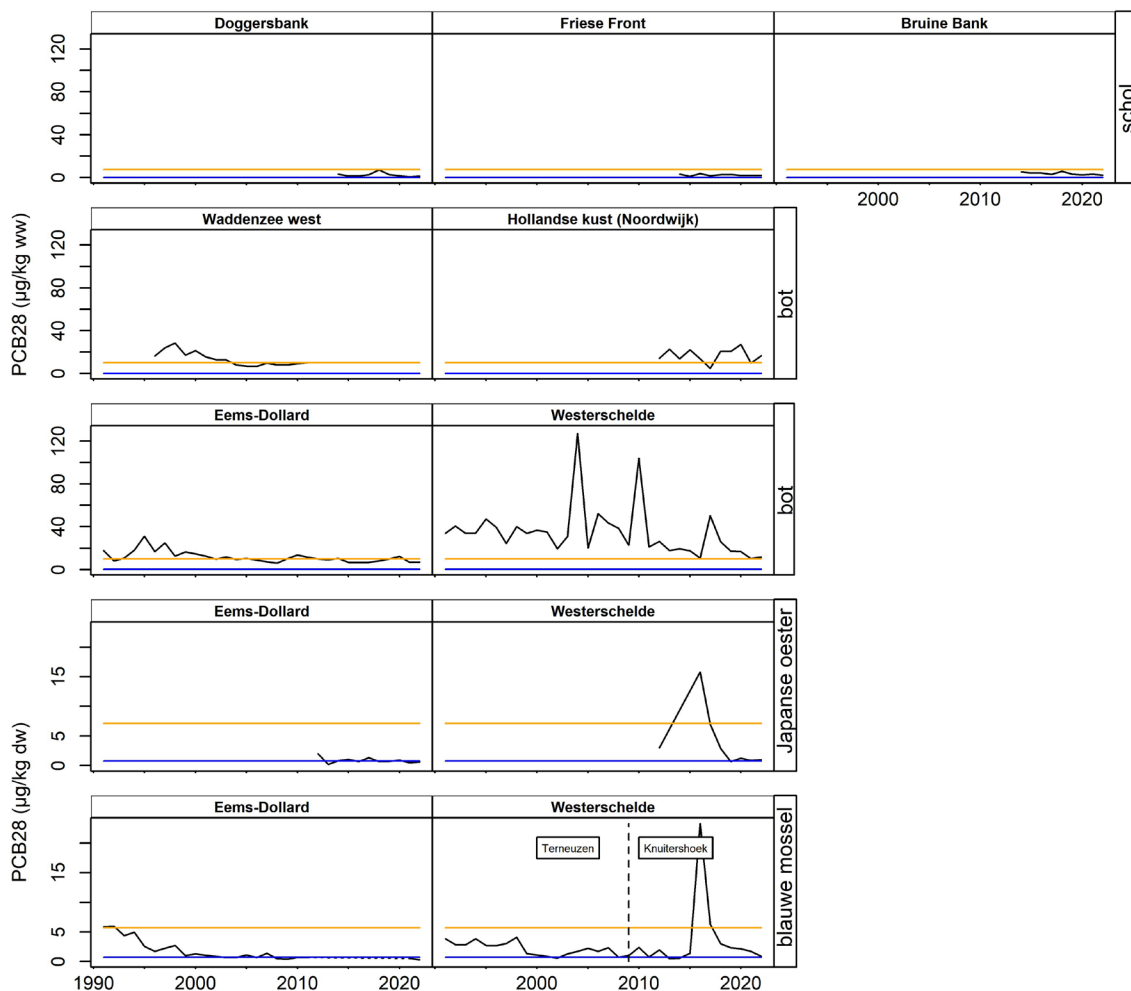 Doggersbank
Friese Front
Bruine Bank
120
80
40
0
schol
2000
2010
2020
PCB28 (µg/kg ww)
Waddenzee west
Hollandse kust (Noordwijk)
120
80
40
0
bot
Eems-Dollard
Westerschelde
120
80
40
0
bot
PCB28 (µg/kg dw)
Eems-Dollard
Westerschelde
15
5
0
Japanse oester
Eems-Dollard
Westerschelde
Terneuzen
Knuitershoek
15
5
0
blauwe mossel
1990
2000
2010
2020
2000
2010
2020